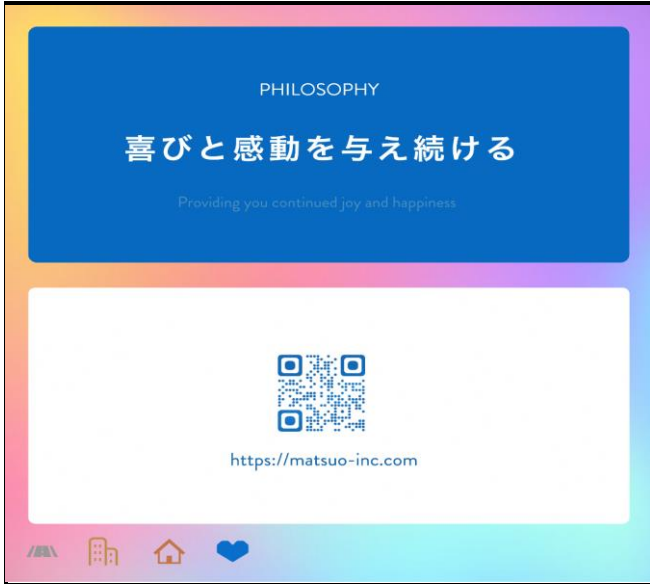 PHILOSOPHY
喜びと感動を与え続ける
Providing you continued joy and happiness
https://matsuo-inc.com